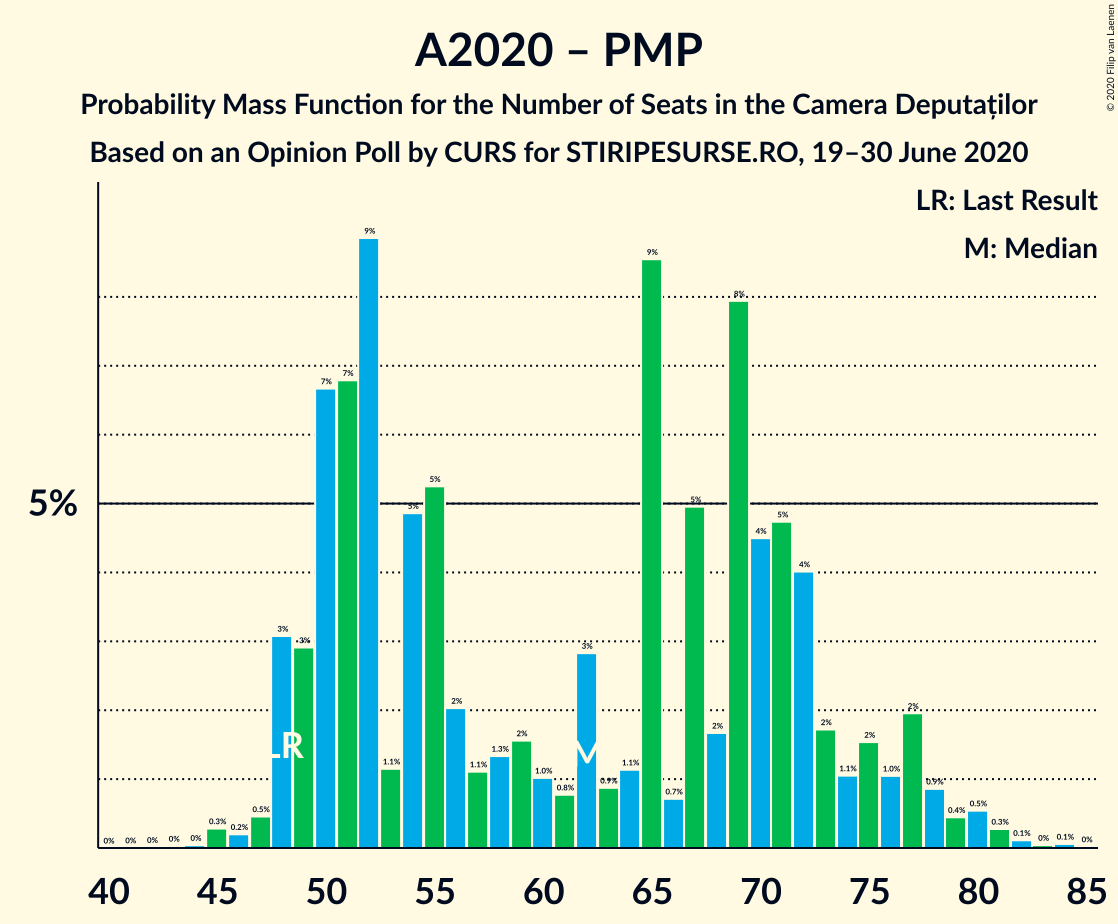 A2020 – PMP
Probability Mass Function for the Number of Seats in the Camera Deputaților
Based on an Opinion Poll by CURS for STIRIPESURSE.RO, 19–30 June 2020
© 2020 Filip van Laenen
LR: Last Result
M: Median
5%
0% 0% 0% 0% 0% 0.3% 0.2% 0.5% 3% 3% 7% 7% 9% 1.1% 5% 5% 2% 1.1% 1.3% 2% 1.0% 0.8% 3% 0.9% 1.1% 9% 0.7% 5% 2% 8% 4% 5% 4% 2% 1.1% 2% 1.0% 2% 0.9% 0.4% 0.5% 0.3% 0.1% 0% 0.1% 0%
LR
M
40 45 50 55 60 65 70 75 80 85